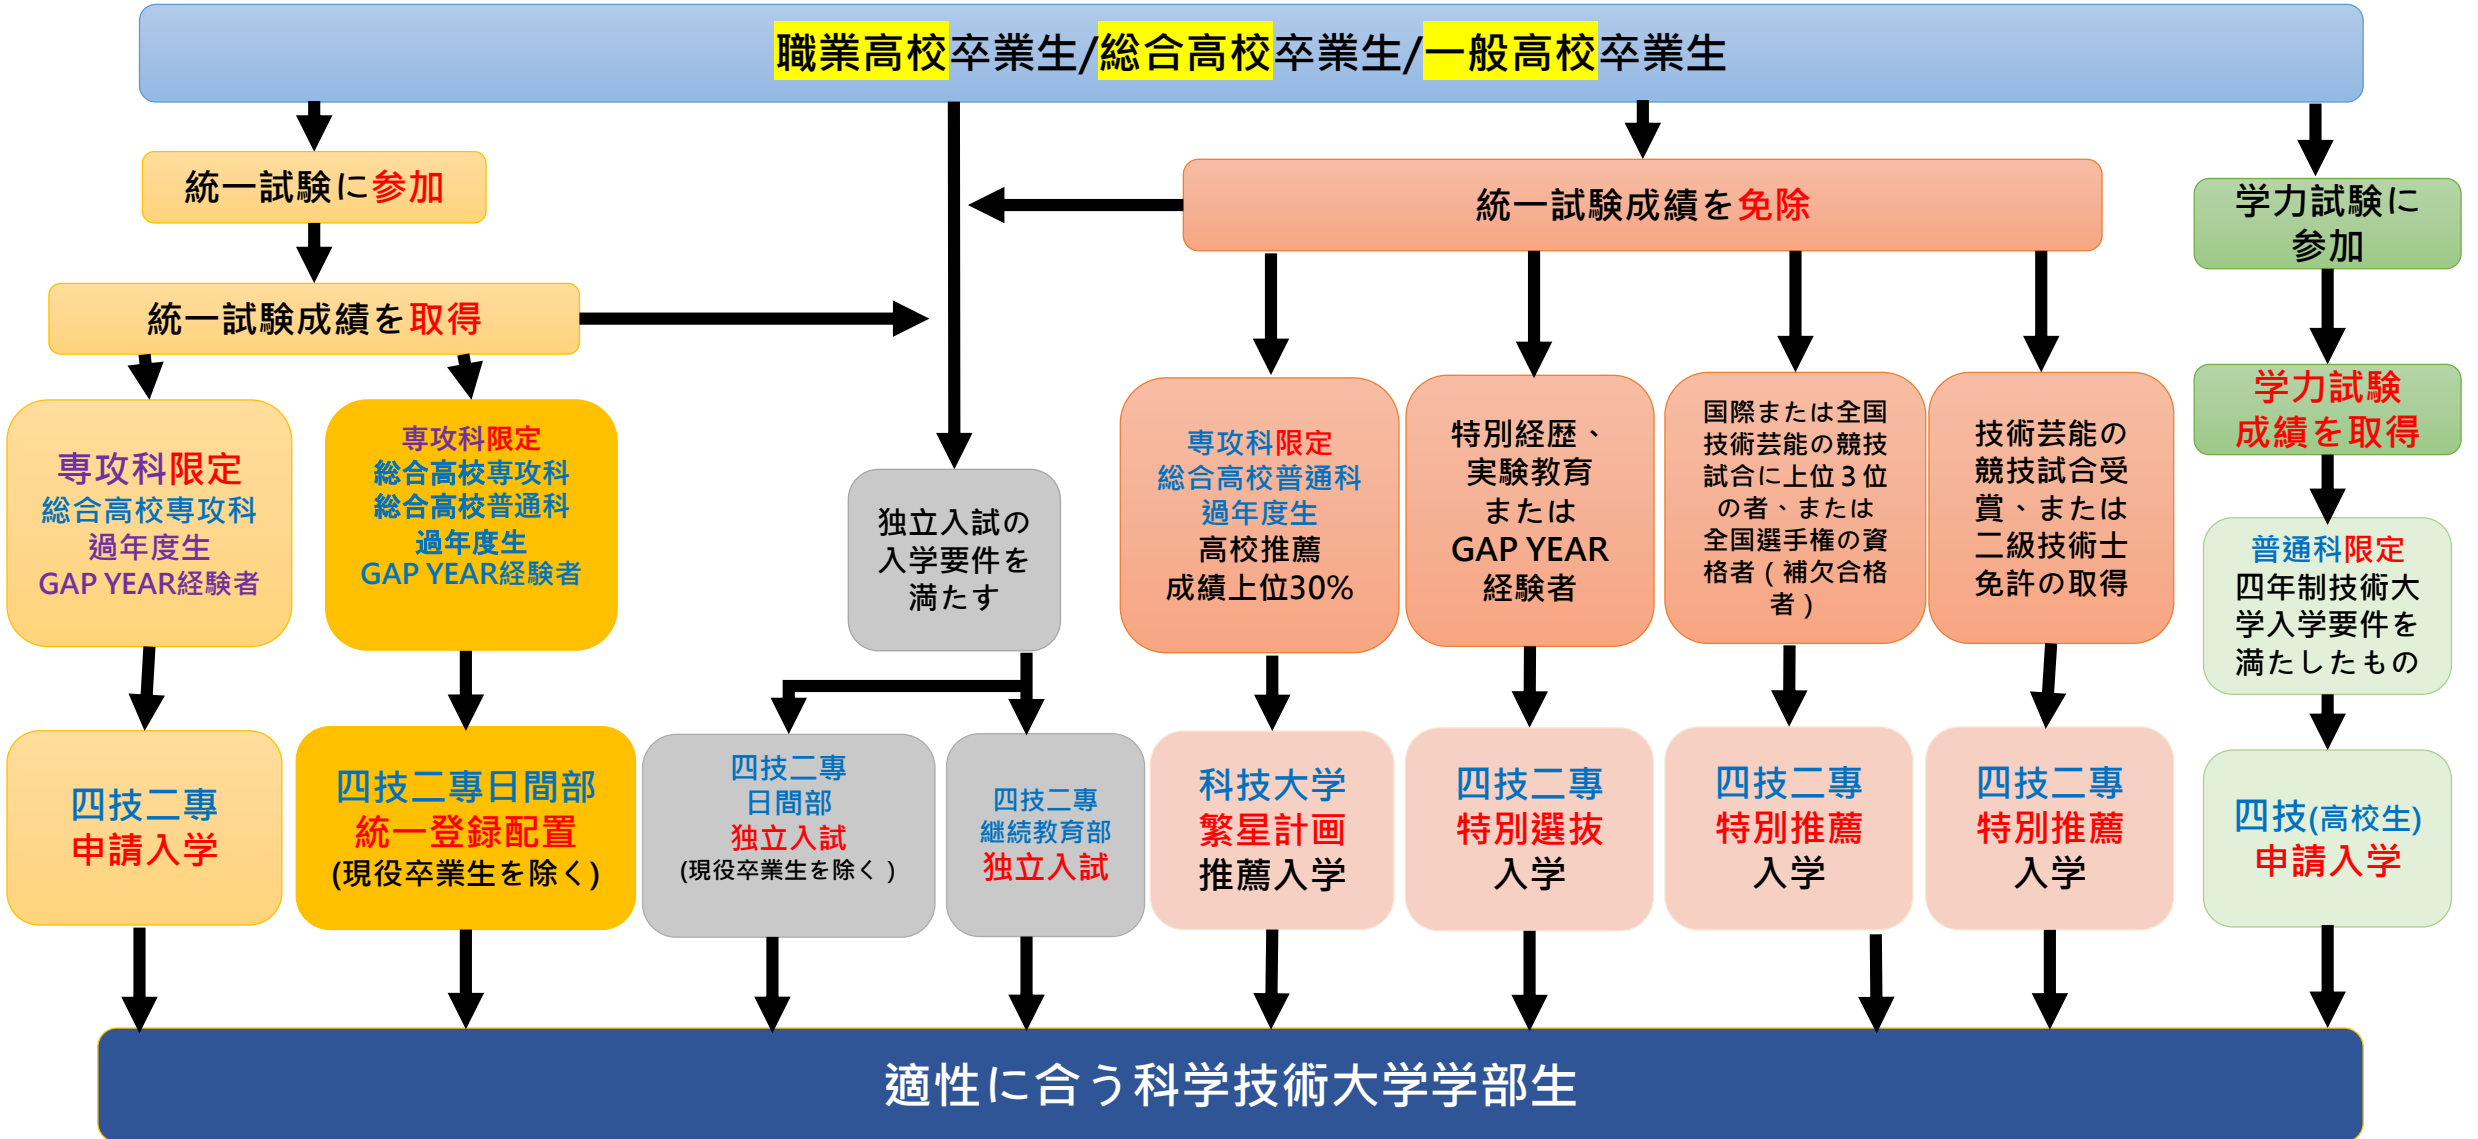 職業高校卒業生/総合高校卒業生/一般高校卒業生
統一試験に参加
統一試験成績を免除
学力試験に
参加
統一試験成績を取得
学力試験
成績を取得
専攻科限定
総合高校専攻科
過年度生
GAP YEAR経験者
専攻科限定
総合高校専攻科
総合高校普通科
過年度生
GAP YEAR経験者
独立入試の
入学要件を
満たす
専攻科限定
総合高校普通科
過年度生
高校推薦
成績上位30%
特別経歴、
実験教育
または
GAP YEAR
経験者
国際または全国
技術芸能の競技
試合に上位３位
の者、または
全国選手権の資
格者（補欠合格
者）
技術芸能の
競技試合受
賞、または
二級技術士
免許の取得
普通科限定
四年制技術大
学入学要件を
満たしたもの
四技二專
申請入学
四技二專日間部
統一登録配置
(現役卒業生を除く)
四技二專
日間部
独立入試
(現役卒業生を除く）
四技二專
継続教育部
独立入試
科技大学
繁星計画
推薦入学
四技二專
特別選抜
入学
四技二專
特別推薦
入学
四技二專
特別推薦
入学
四技(高校生)
申請入学
適性に合う科学技術大学学部生